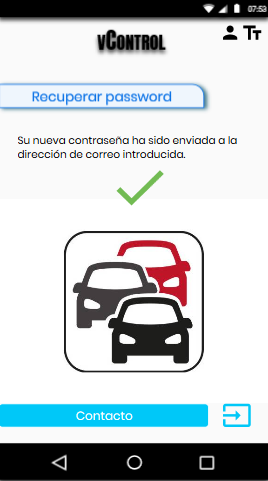 07:53
vControl
Tт
Recuperar password
Su nueva contraseña ha sido enviada a la
dirección de correo introducida.
Contacto